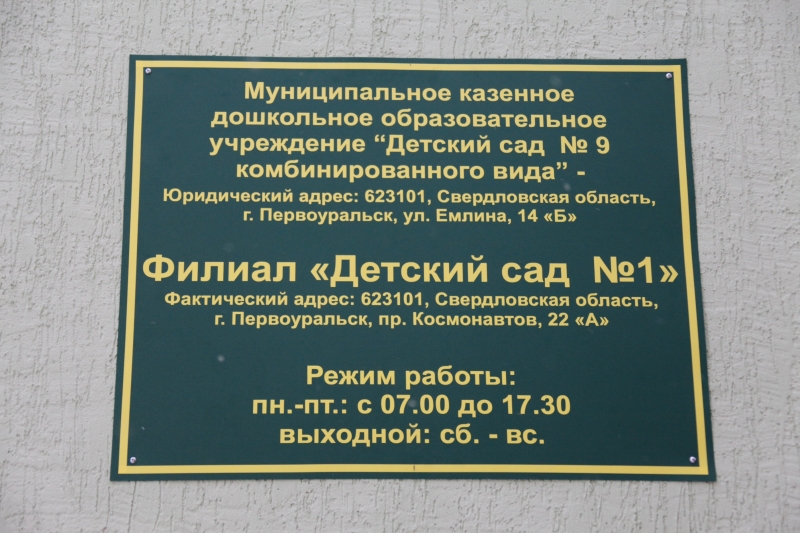 Муниципальное казенное
дошкольное образовательное
учреждение “Детский сад № 9
комбинированного вида” -
Юридический адрес: 623101, Свердловская область,
г. Первоуральск, ул. Емлина, 14 «Б»
Филиал «Детский сад №1»
Фактический адрес: 623101, Свердловская область,
г. Первоуральск, пр. Космонавтов, 22 «А»
Режим работы:
пн.-пт.: с 07.00 до 17.30
выходной: сб. - вс.